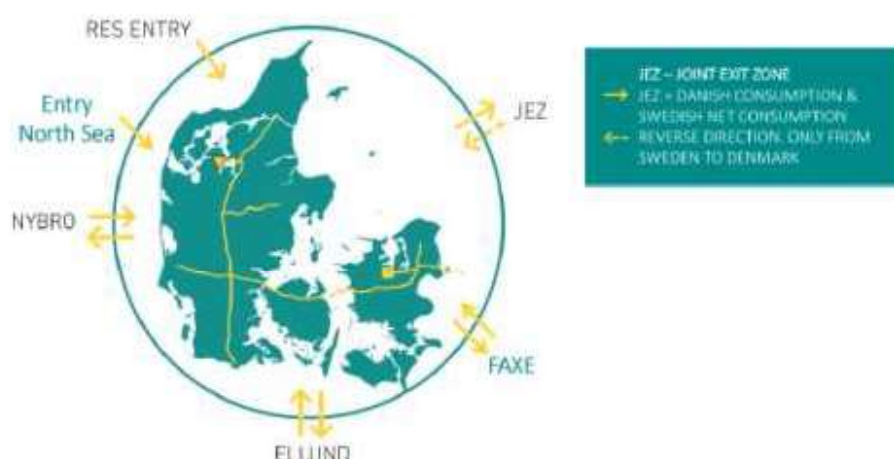 RES ENTRY
Entry
North Sea
JEZ
NYBRO
FAXE
ELLUND
JEZ – JOINT EXIT ZONE
JEZ = DANISH CONSUMPTION &
SWEDISH NET CONSUMPTION
REVERSE DIRECTION. ONLY FROM
SWEDEN TO DENMARK